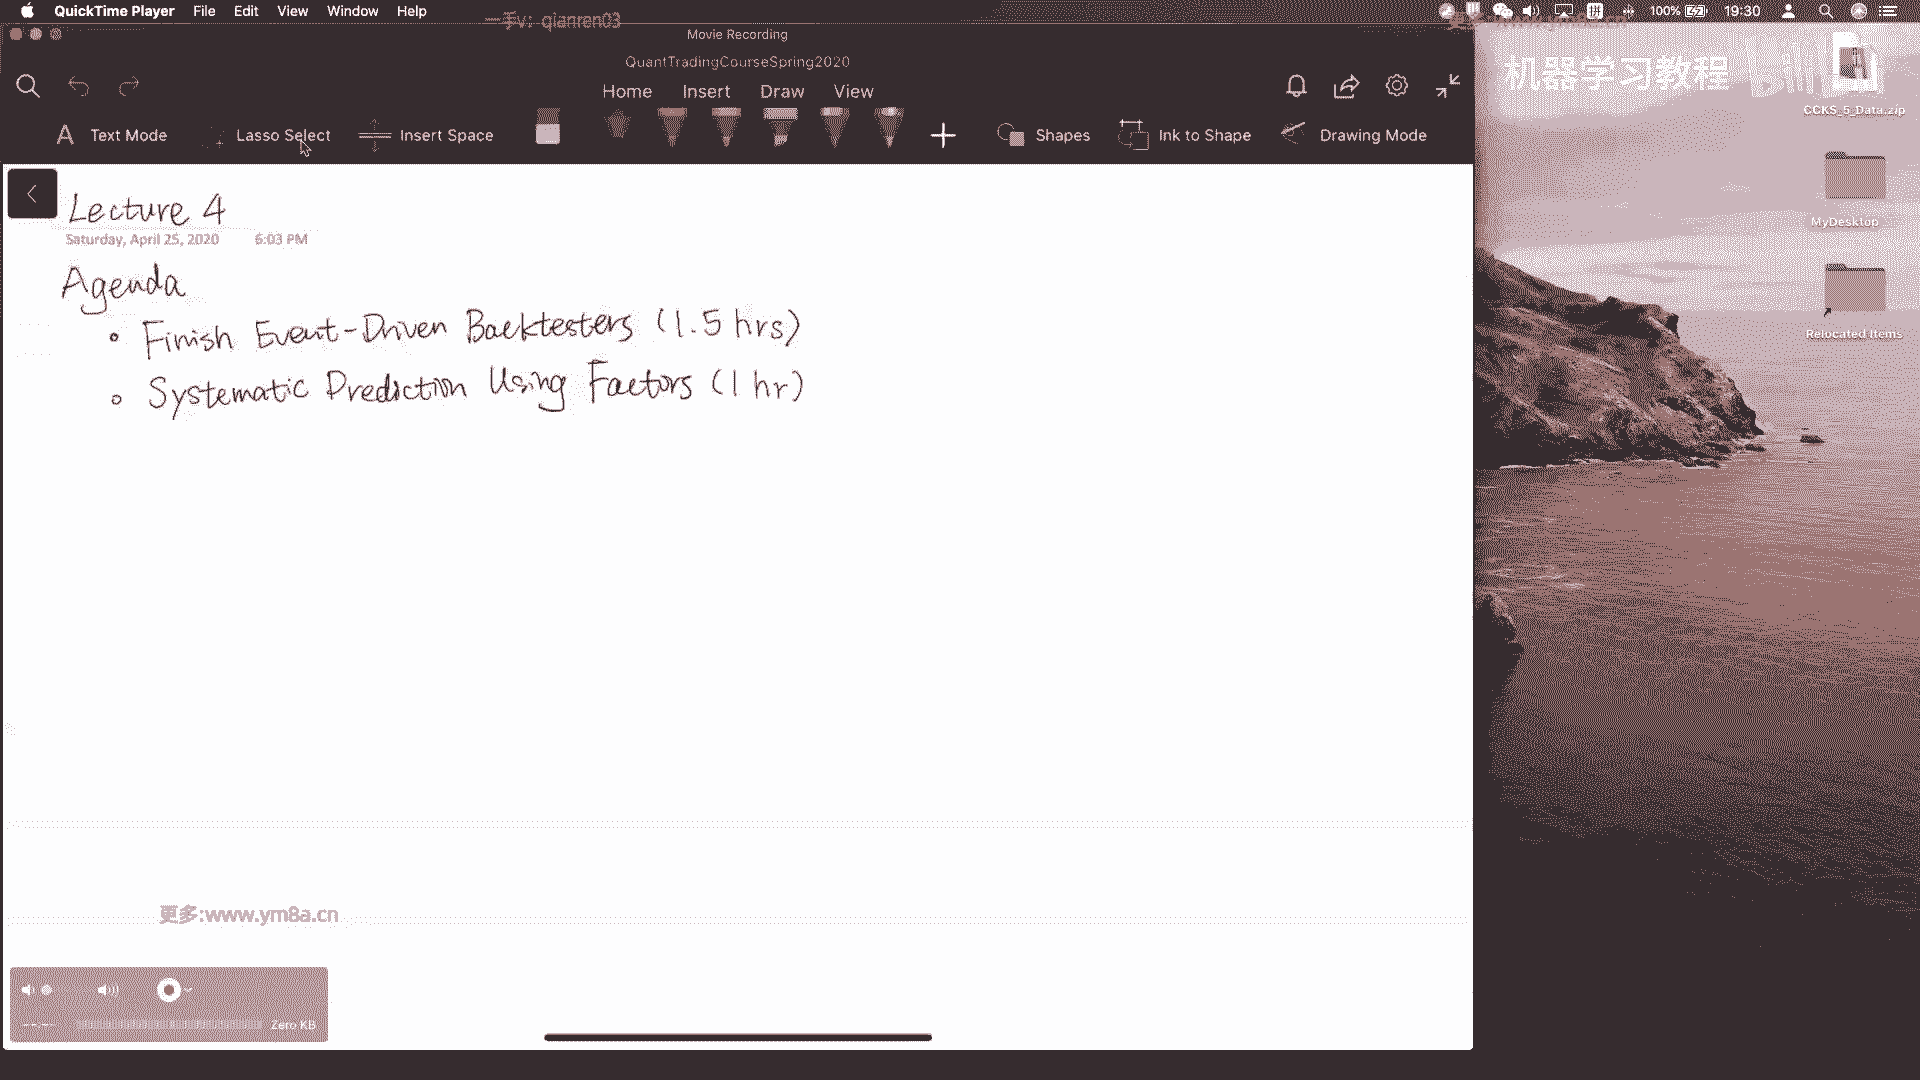 QuickTime Player File Edit View Window Help
100% 19:30
一手v: qianren03
Movie Recording
QuantTradingCourseSpring2020
Home Insert Draw View
Text Mode Lasso Select Insert Space Shapes Ink to Shape Drawing Mode
机器学习教程 bili
CCKS_5_Data.zip
MyDesktop
Relocated Items
Lecture 4
Saturday, April 25, 2020 6:03 PM
Agenda
Finish Event-Driven Backtesters (1.5 hrs)
Systematic Prediction Using Factors (1 hr)
更多:www.ym8a.cn
--:-- Zero KB